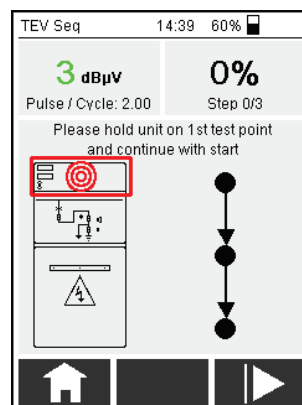 TEV Seq 14:39 60%
3 dBµV
Pulse / Cycle: 2.00
0%
Step 0/3
Please hold unit on 1st test point
and continue with start